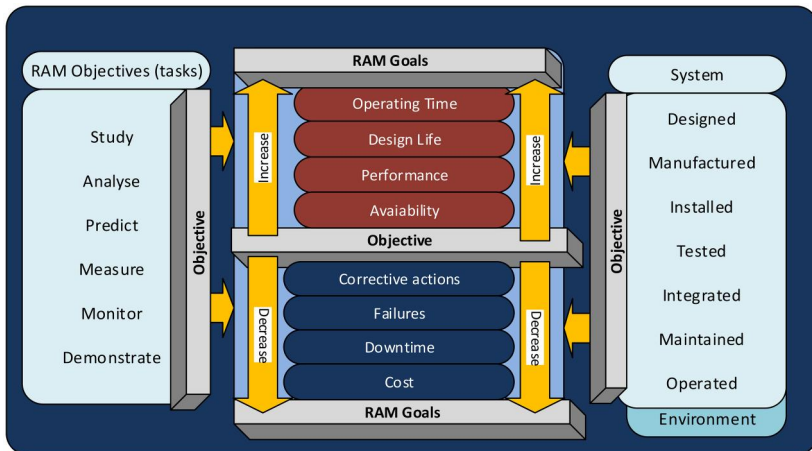 RAM Objectives (tasks)
Study
Analyse
Predict
Measure
Monitor
Demonstrate
Objective
RAM Goals
Increase
Operating Time
Design Life
Performance
Avaiability
Increase
Objective
Decrease
Corrective actions
Failures
Downtime
Cost
Decrease
RAM Goals
Objective
System
Designed
Manufactured
Installed
Tested
Integrated
Maintained
Operated
Environment